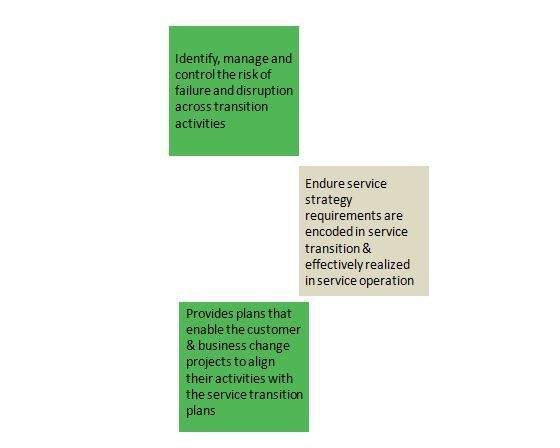 Identify, manage and
control the risk of
failure and disruption
across transition
activities
Endure service
strategy
requirements are
encoded in service
transition &
effectively realized
in service operation
Provides plans that
enable the customer
& business change
projects to align
their activities with
the service transition
plans